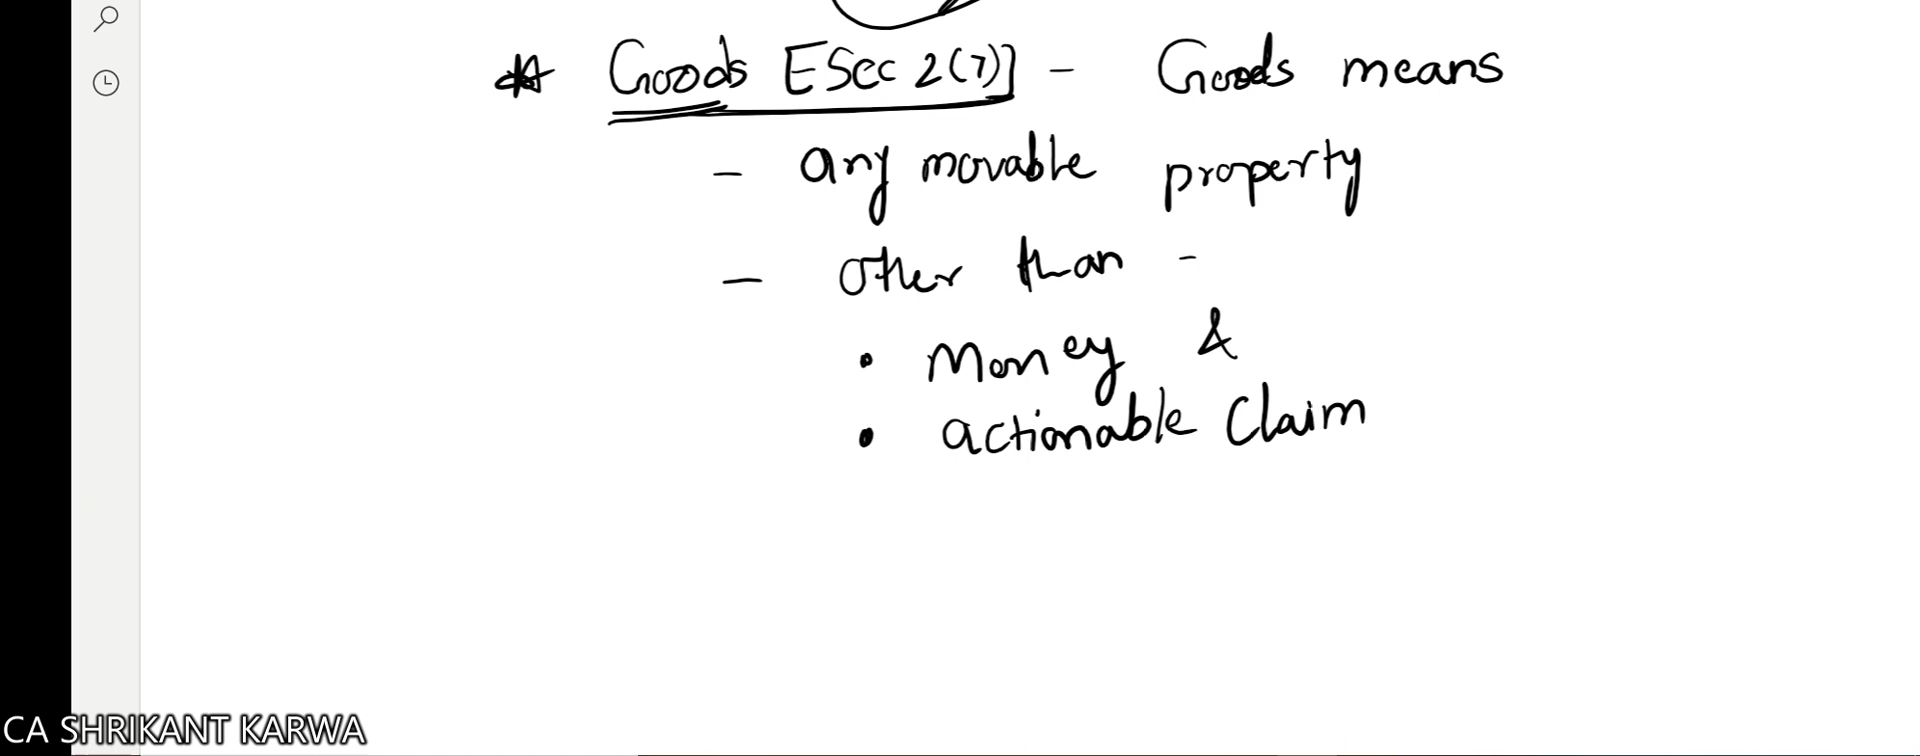 * Goods [Sec 2(7)] - Goods means
- any movable property
- other than -
• Money &
• actionable claim
CA SHRIKANT KARWA